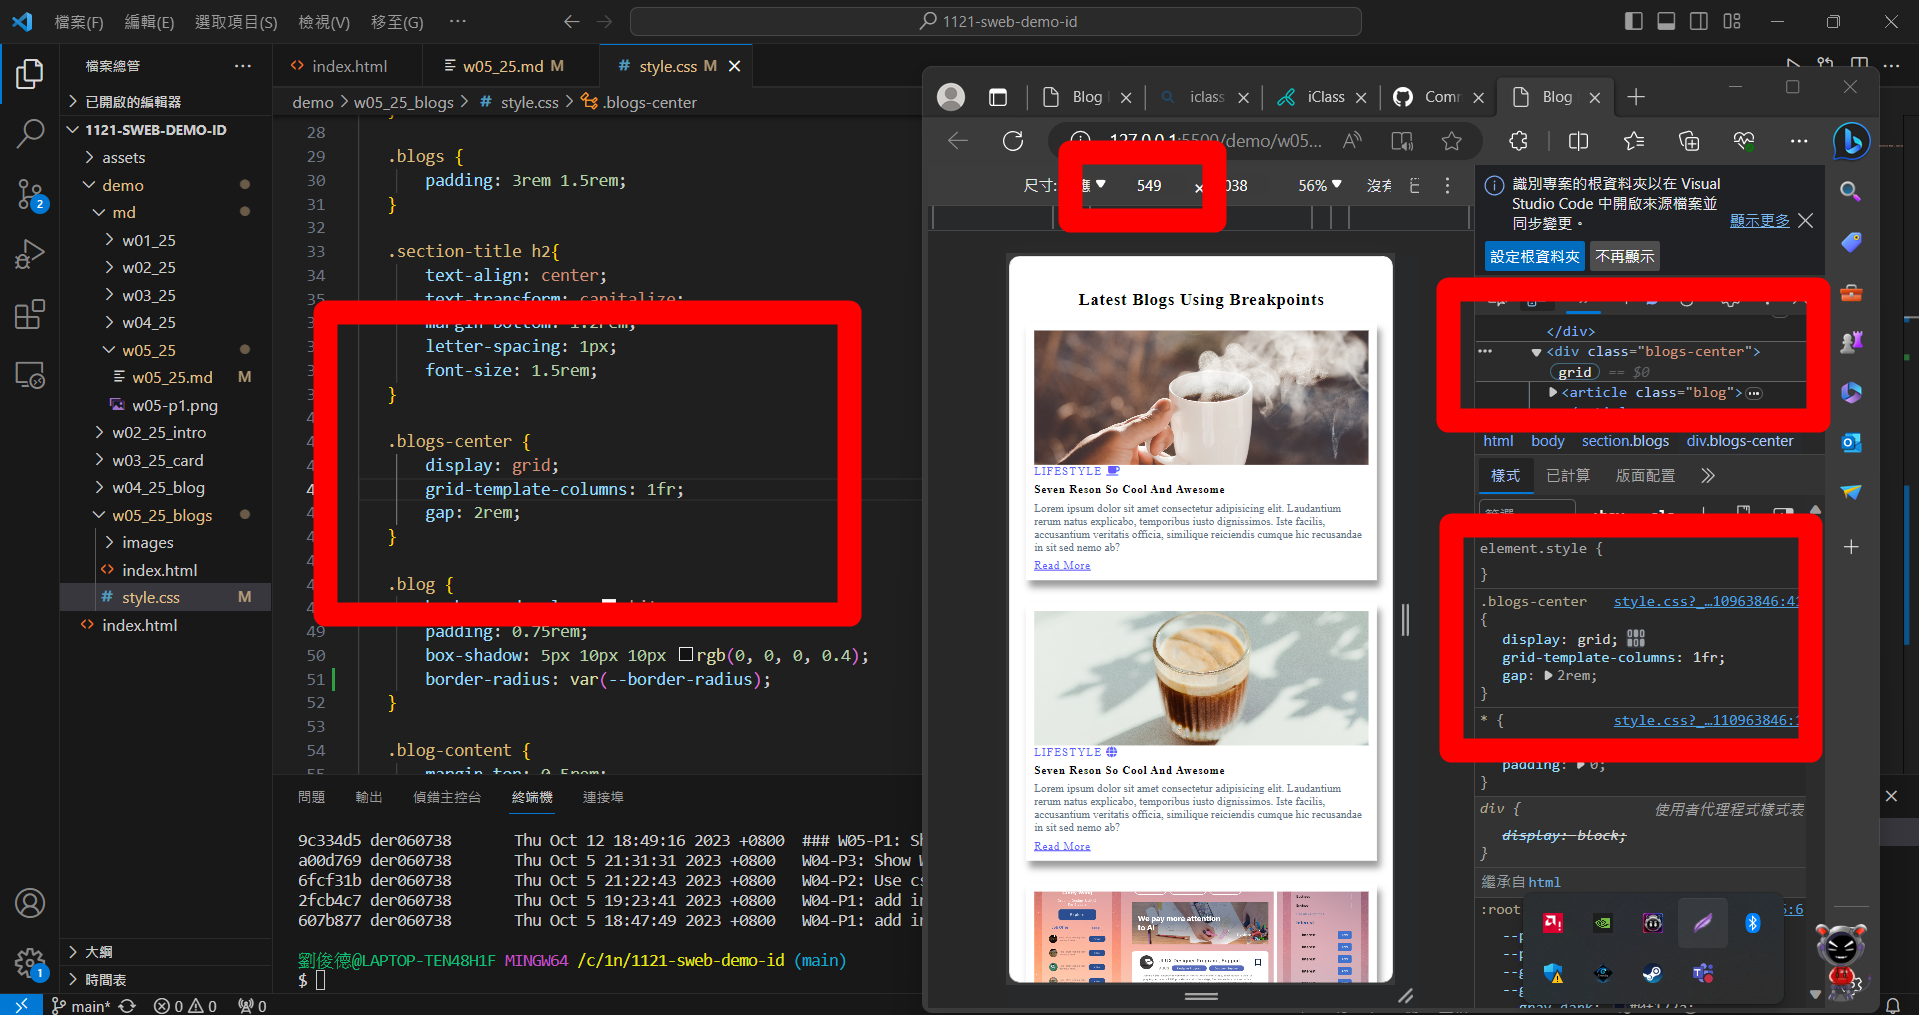 檔案(F) 編輯(E) 選取項目(S) 檢視(V) 移至(G) ··· 1121-sweb-demo-id
檔案總管 ···
已開啟的編輯器
1121-SWEB-DEMO-ID
assets
demo
md
w01_25
w02_25
w03_25
w04_25
w05_25
w05_25.md M
w05-p1.png
w02_25_intro
w03_25_card
w04_25_blog
w05_25_blogs
images
index.html
style.css M
index.html
大綱
時間表
2
1
index.html w05_25.md M style.css M
demo > w05_25_blogs > # style.css > .blogs-center
28
29 .blogs {
30 padding: 3rem 1.5rem;
31 }
32
33 .section-title h2{
34 text-align: center;
35 text-transform: capitalize;
margin-bottom: 1.2rem;
letter-spacing: 1px;
font-size: 1.5rem;
}
.blogs-center {
display: grid;
grid-template-columns: 1fr;
gap: 2rem;
}
.blog {
49 padding: 0.75rem;
50 box-shadow: 5px 10px 10px rgb(0, 0, 0, 0.4);
51 border-radius: var(--border-radius);
52 }
53
54 .blog-content {
55 margin-top: 0.5rem;
問題 輸出 偵錯主控台 終端機 連接埠
9c334d5 der060738 Thu Oct 12 18:49:16 2023 +0800 ### W05-P1: Sh
a00d769 der060738 Thu Oct 5 21:31:31 2023 +0800 W04-P3: Show W
6fcf31b der060738 Thu Oct 5 21:22:43 2023 +0800 W04-P2: Use cs
2fcb4c7 der060738 Thu Oct 5 19:23:41 2023 +0800 W04-P1: add in
607b877 der060738 Thu Oct 5 18:47:49 2023 +0800 W04-P1: add in
劉俊德@LAPTOP-TEN48H1F MINGW64 /c/1n/1121-sweb-demo-id (main)
$
main* 0 0 0
Blog iclass iClass Comr Blog
127.0.0.1:5500/demo/w05...
尺寸: 應 549 × 038 56% 沒有
Latest Blogs Using Breakpoints
LIFESTYLE
Seven Reson So Cool And Awesome
Lorem ipsum dolor sit amet consectetur adipisicing elit. Laudantium
rerum natus explicabo, temporibus iusto dignissimos. Iste facilis,
accusantium veritatis officia, similique reiciendis cumque hic recusandae
in sit sed nemo ab?
Read More
LIFESTYLE
Seven Reson So Cool And Awesome
Lorem ipsum dolor sit amet consectetur adipisicing elit. Laudantium
rerum natus explicabo, temporibus iusto dignissimos. Iste facilis,
accusantium veritatis officia, similique reiciendis cumque hic recusandae
in sit sed nemo ab?
Read More
We pay more attention
to AI
識別專案的根資料夾以在 Visual
Studio Code 中開啟來源檔案並
同步變更。
顯示更多
設定根資料夾 不再顯示
</div>
<div class="blogs-center">
grid == $0
<article class="blog">
html body section.blogs div.blogs-center
樣式 已計算 版面配置
element.style {
}
.blogs-center style.css?_…10963846:41
{
display: grid;
grid-template-columns: 1fr;
gap: 2rem;
}
* { style.css?_…110963846:1
padding: 0;
}
div { 使用者代理程式樣式表
display: block;
}
繼承自 html
:root